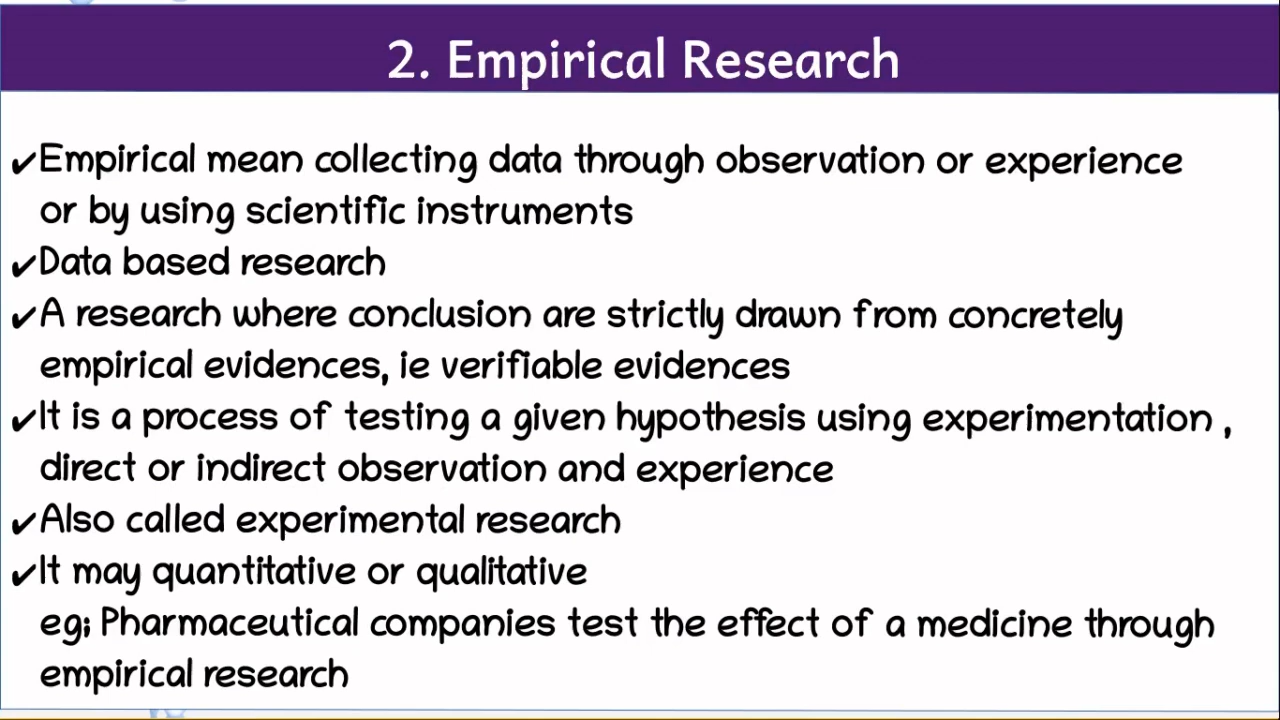 2. Empirical Research
✔Empirical mean collecting data through observation or experience
or by using scientific instruments
✔Data based research
✔A research where conclusion are strictly drawn from concretely
empirical evidences, ie verifiable evidences
✔It is a process of testing a given hypothesis using experimentation ,
direct or indirect observation and experience
✔Also called experimental research
✔It may quantitative or qualitative
eg; Pharmaceutical companies test the effect of a medicine through
empirical research